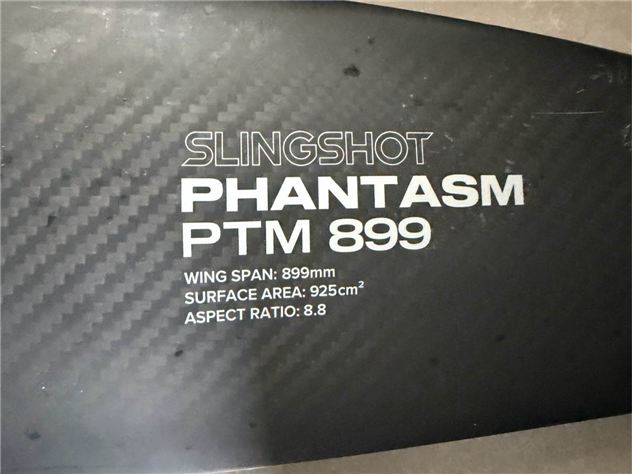 SLINGSHOT
PHANTASM
PTM 899
WING SPAN: 899mm
SURFACE AREA: 925cm²
ASPECT RATIO: 8.8